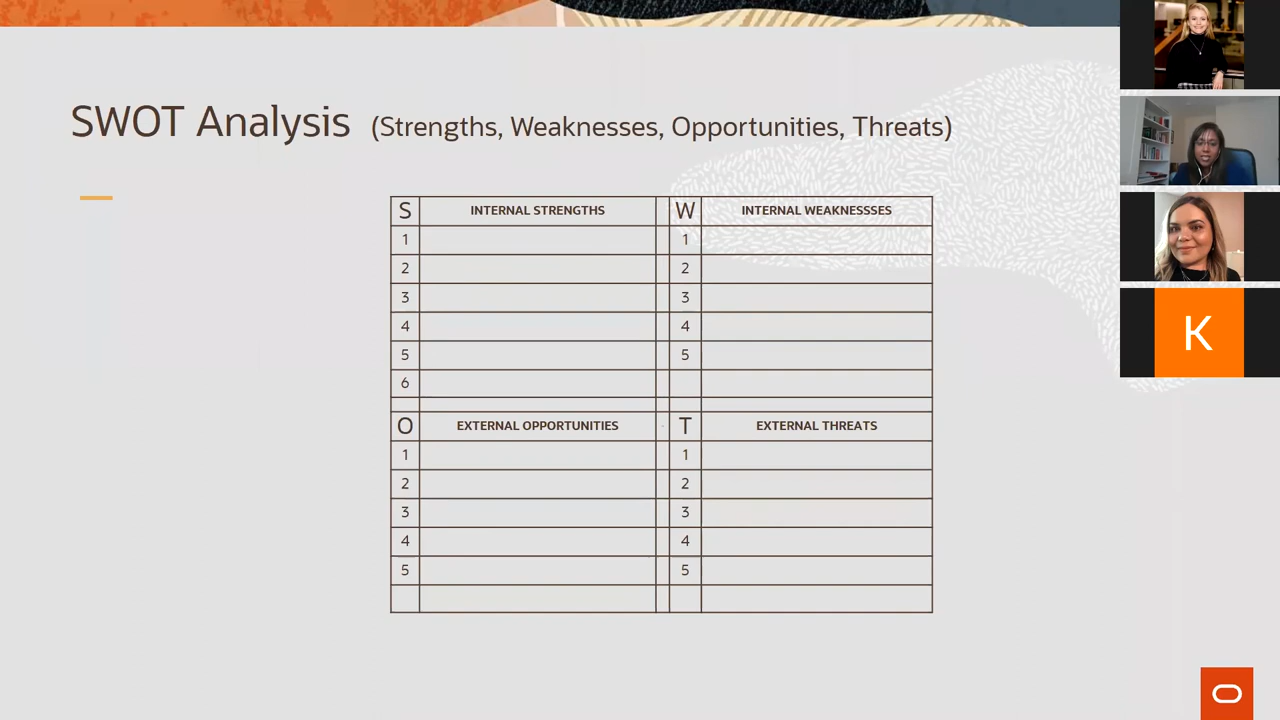 SWOT Analysis (Strengths, Weaknesses, Opportunities, Threats)
S INTERNAL STRENGTHS W INTERNAL WEAKNESSSES
1 1
2 2
3 3
4 4
5 5
6
O EXTERNAL OPPORTUNITIES T EXTERNAL THREATS
1 1
2 2
3 3
4 4
5 5
K